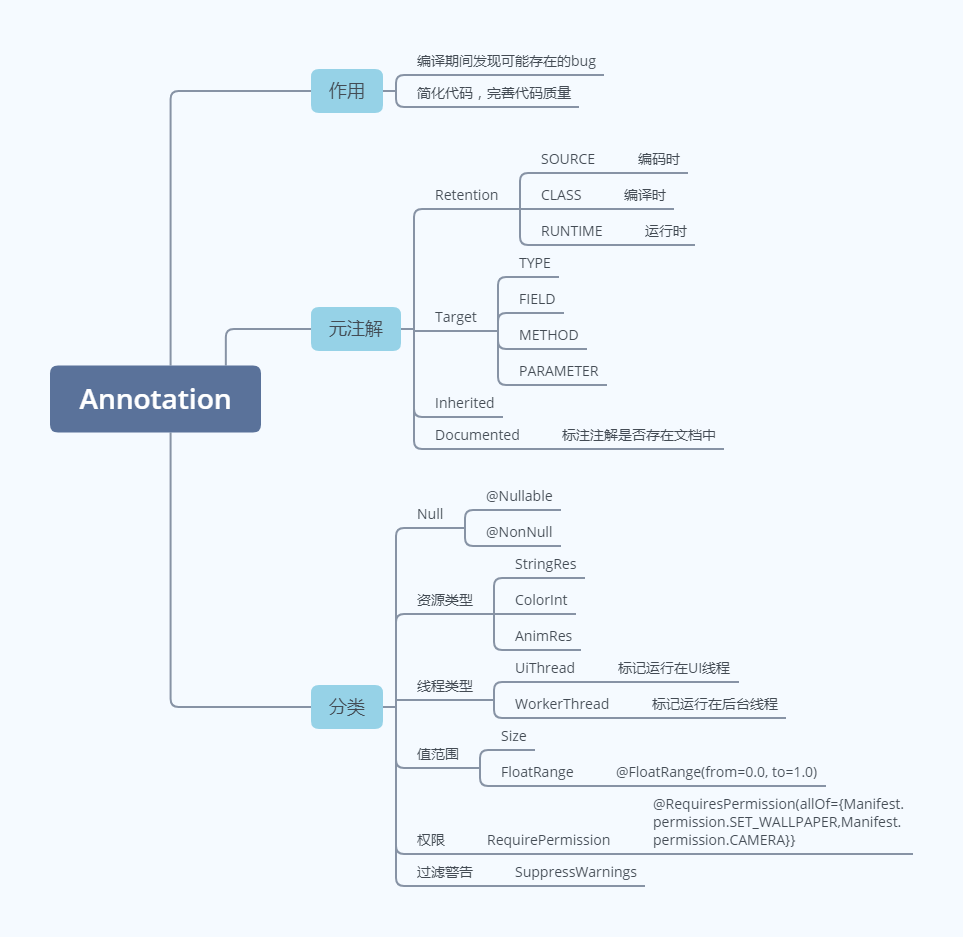 编译期间发现可能存在的bug
作用
简化代码，完善代码质量
SOURCE 编码时
Retention CLASS 编译时
RUNTIME 运行时
TYPE
FIELD
Target
元注解
METHOD
PARAMETER
Annotation
Inherited
Documented 标注注解是否存在文档中
@Nullable
Null
@NonNull
StringRes
资源类型 ColorInt
AnimRes
UiThread 标记运行在UI线程
线程类型
WorkerThread 标记运行在后台线程
分类
Size
值范围
FloatRange @FloatRange(from=0.0, to=1.0)
@RequiresPermission(allOf={Manifest.
permission.SET_WALLPAPER,Manifest.
权限 RequirePermission permission.CAMERA}}
过滤警告 SuppressWarnings